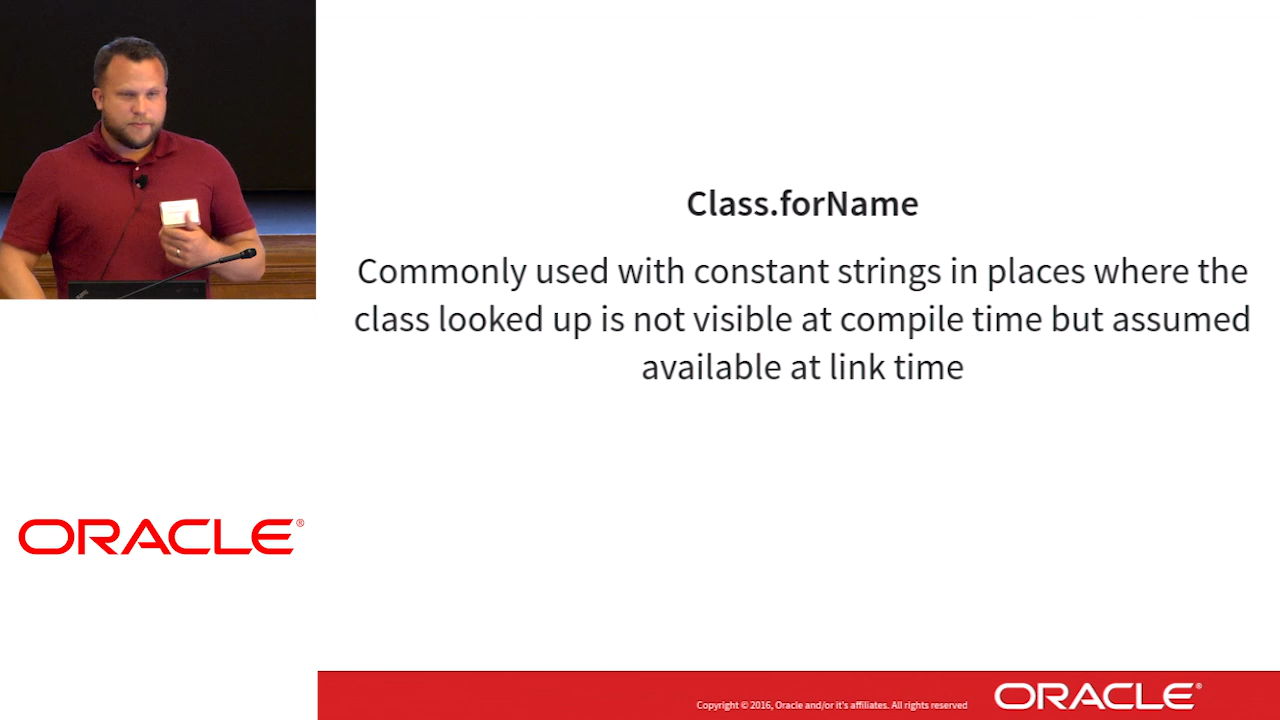 Class.forName
Commonly used with constant strings in places where the
class looked up is not visible at compile time but assumed
available at link time
ORACLE®
Copyright © 2016, Oracle and/or it's affiliates. All rights reserved
ORACLE®